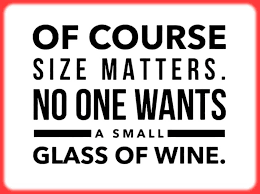 OF COURSE
SIZE MATTERS.
NO ONE WANTS
A SMALL
GLASS OF WINE.